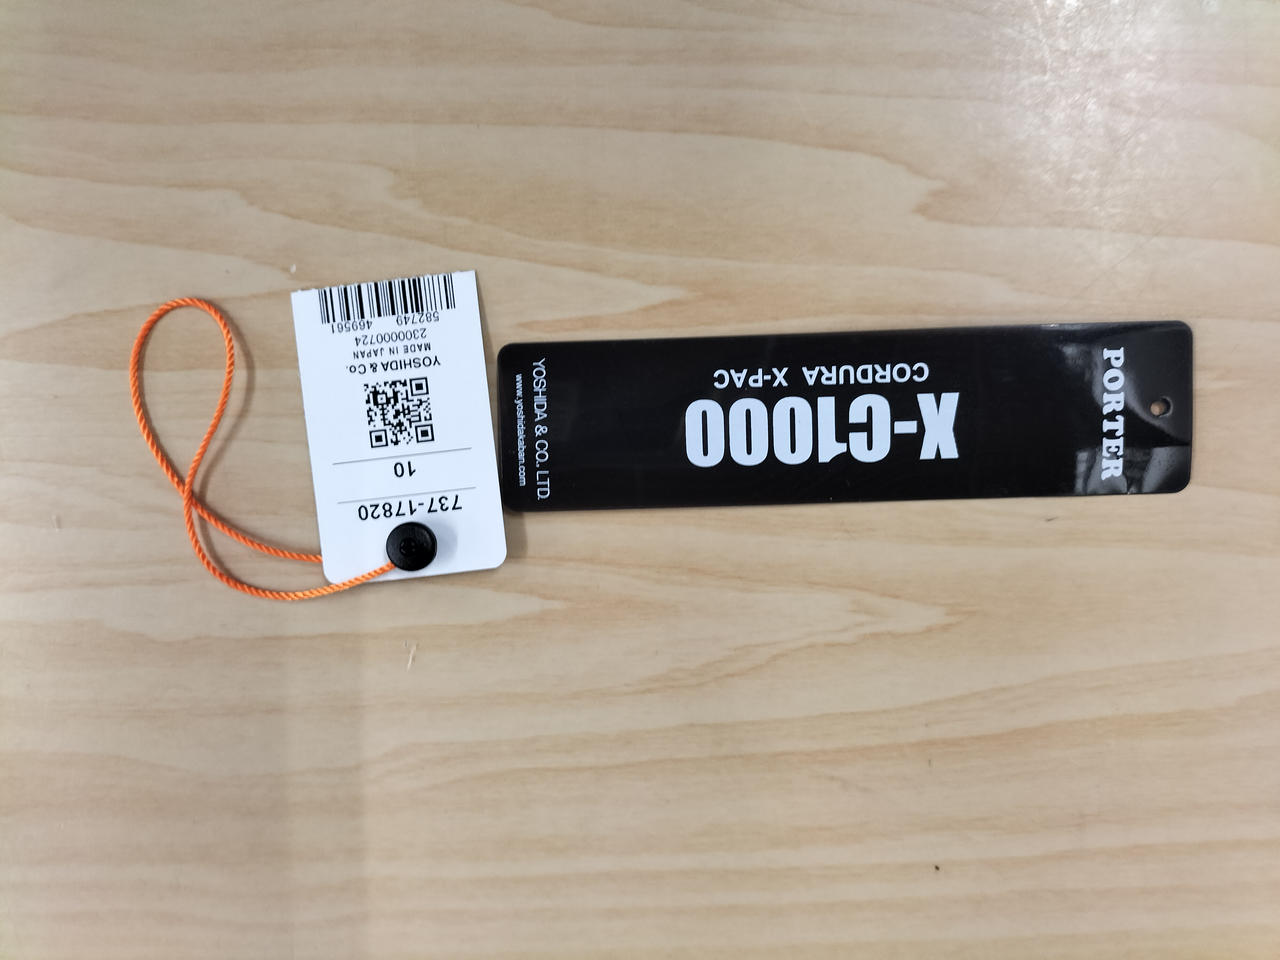 737-17820
10
YOSHIDA & Co.
MADE IN JAPAN
2300000724
582749 469561
PORTER
X-C1000
CORDURA X-PAC
YOSHIDA & CO., LTD.
www.yoshidakaban.com